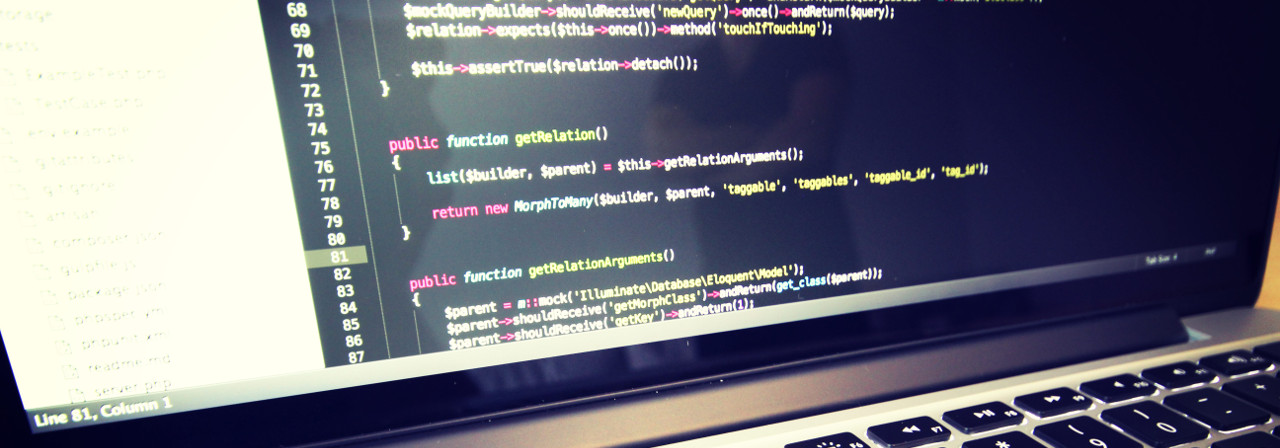 storage
tests
ExampleTest.php
TestCase.php
.env.example
.gitattributes
.gitignore
artisan
composer.json
gulpfile.js
package.json
phpspec.yml
phpunit.xml
readme.md
server.php
Line 81, Column 1
68 $mockQueryBuilder->shouldReceive('newQuery')->once()->andReturn($query);
69 $relation->expects($this->once())->method('touchIfTouching');
70
71 $this->assertTrue($relation->detach());
72 }
73
74
75 public function getRelation()
76 {
77 list($builder, $parent) = $this->getRelationArguments();
78
79 return new MorphToMany($builder, $parent, 'taggable', 'taggables', 'taggable_id', 'tag_id');
80 }
81
82
83 public function getRelationArguments()
84 {
85 $parent = m::mock('Illuminate\Database\Eloquent\Model');
86 $parent->shouldReceive('getMorphClass')->andReturn(get_class($parent));
87 $parent->shouldReceive('getKey')->andReturn(1);
Tab Size: 4
PHP